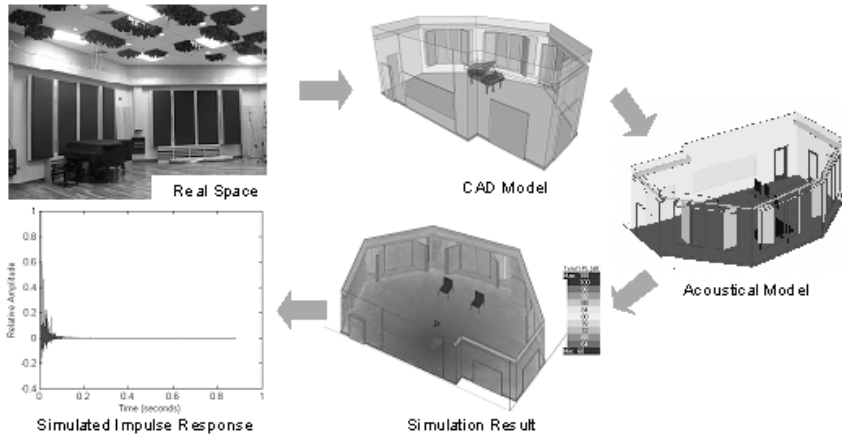 Real Space
CAD Model
Acoustical Model
1
0.8
0.6
0.4
0.2
0
-0.2
-0.4
Relative Amplitude
0 0.2 0.4 0.6 0.8 1
Time (seconds)
Simulated Impulse Response
Simulation Result
100